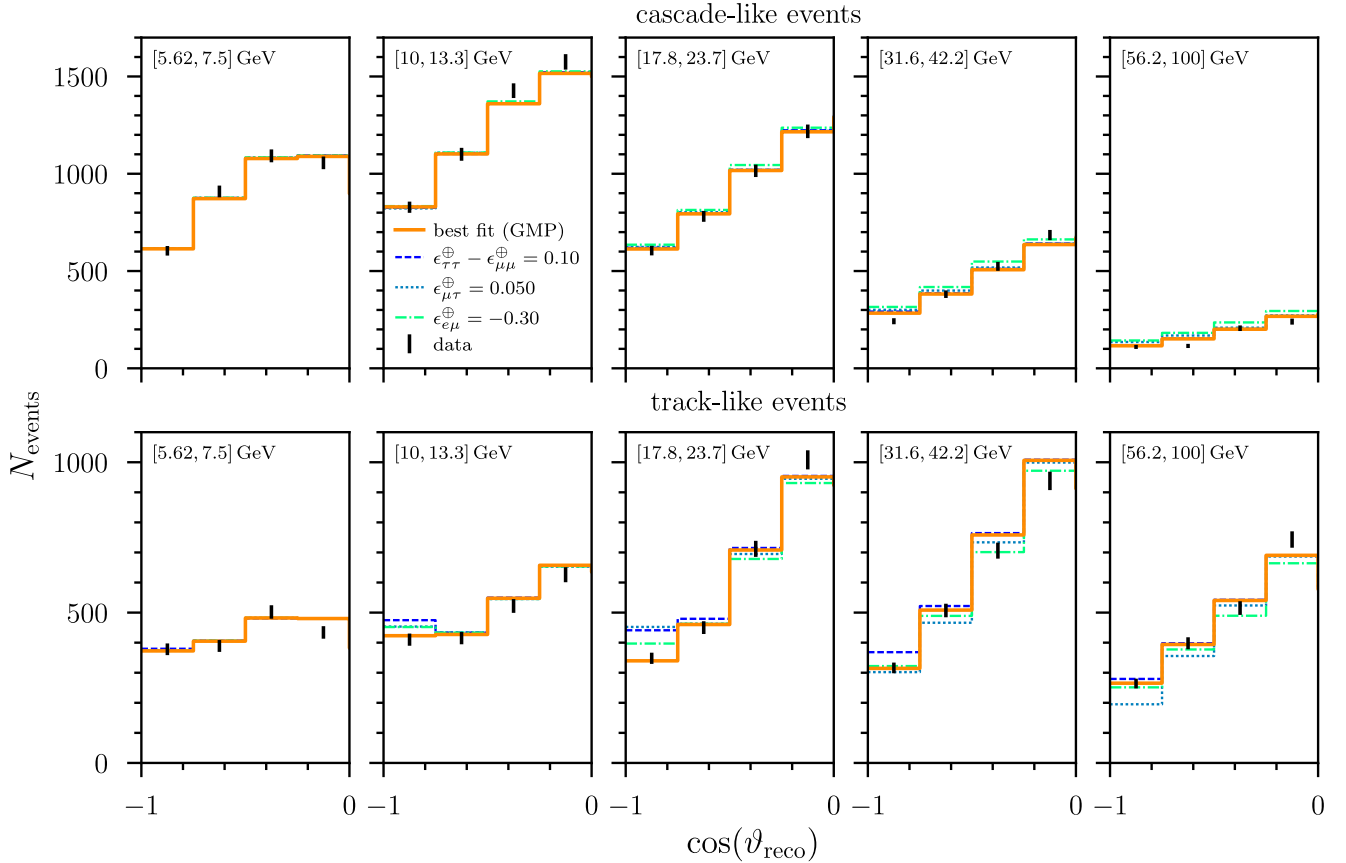 cascade-like events
[5.62, 7.5] GeV
[10, 13.3] GeV
[17.8, 23.7] GeV
[31.6, 42.2] GeV
[56.2, 100] GeV
1500
1000
500
0
best fit (GMP)
ϵ⊕ττ − ϵ⊕μμ = 0.10
ϵ⊕μτ = 0.050
ϵ⊕eμ = −0.30
data
track-like events
[5.62, 7.5] GeV
[10, 13.3] GeV
[17.8, 23.7] GeV
[31.6, 42.2] GeV
[56.2, 100] GeV
1000
500
0
N_events
−1 0
−1 0
−1 0
−1 0
−1 0
cos(ϑ_reco)